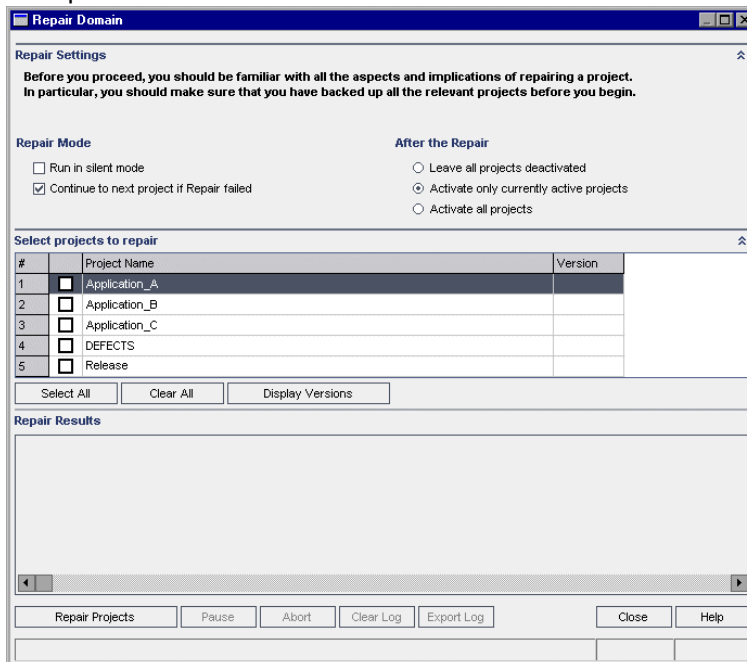 Repair Domain
Repair Settings
Before you proceed, you should be familiar with all the aspects and implications of repairing a project.
In particular, you should make sure that you have backed up all the relevant projects before you begin.
Repair Mode
Run in silent mode
Continue to next project if Repair failed
After the Repair
Leave all projects deactivated
Activate only currently active projects
Activate all projects
Select projects to repair
# Project Name Version
1 Application_A
2 Application_B
3 Application_C
4 DEFECTS
5 Release
Select All Clear All Display Versions
Repair Results
Repair Projects Pause Abort Clear Log Export Log Close Help